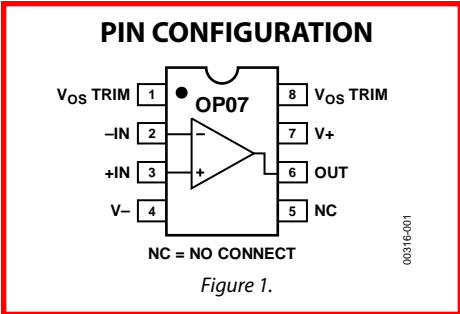 PIN CONFIGURATION
VOS TRIM 1 OP07 8 VOS TRIM
–IN 2 – 7 V+
+IN 3 + 6 OUT
V– 4 5 NC
NC = NO CONNECT
00316-001
Figure 1.